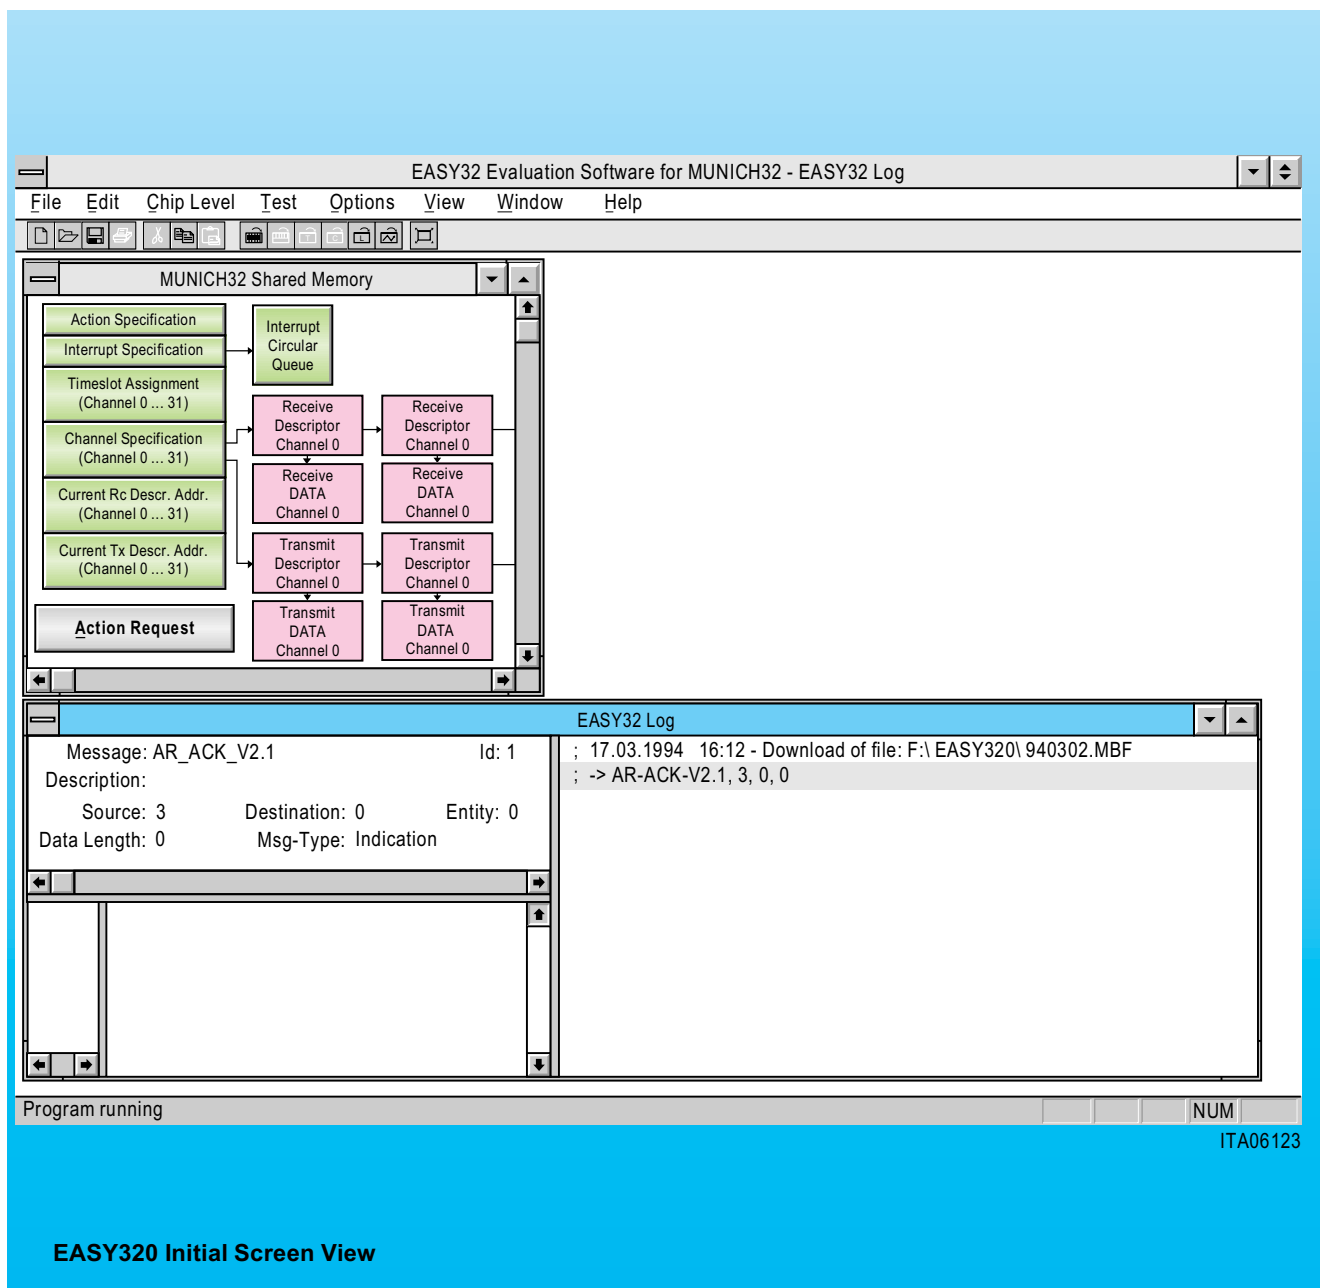 EASY32 Evaluation Software for MUNICH32 - EASY32 Log
File Edit Chip Level Test Options View Window Help
MUNICH32 Shared Memory
Action Specification
Interrupt Specification
Timeslot Assignment
(Channel 0 ... 31)
Channel Specification
(Channel 0 ... 31)
Current Rc Descr. Addr.
(Channel 0 ... 31)
Current Tx Descr. Addr.
(Channel 0 ... 31)
Action Request
Interrupt
Circular
Queue
Receive
Descriptor
Channel 0
Receive
Descriptor
Channel 0
Receive
DATA
Channel 0
Receive
DATA
Channel 0
Transmit
Descriptor
Channel 0
Transmit
Descriptor
Channel 0
Transmit
DATA
Channel 0
Transmit
DATA
Channel 0
EASY32 Log
Message: AR_ACK_V2.1 Id: 1
Description:
Source: 3 Destination: 0 Entity: 0
Data Length: 0 Msg-Type: Indication
; 17.03.1994 16:12 - Download of file: F:\ EASY320\ 940302.MBF
; -> AR-ACK-V2.1, 3, 0, 0
Program running
NUM
ITA06123
EASY320 Initial Screen View